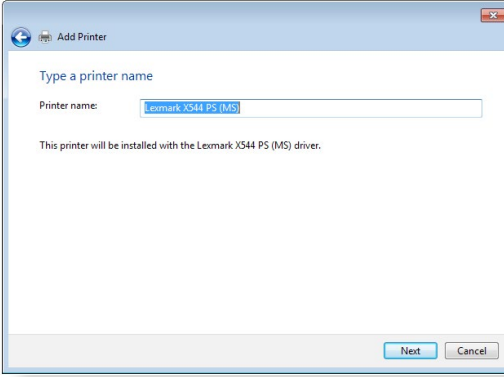 Add Printer
Type a printer name
Printer name: Lexmark X544 PS (MS)
This printer will be installed with the Lexmark X544 PS (MS) driver.
Next Cancel